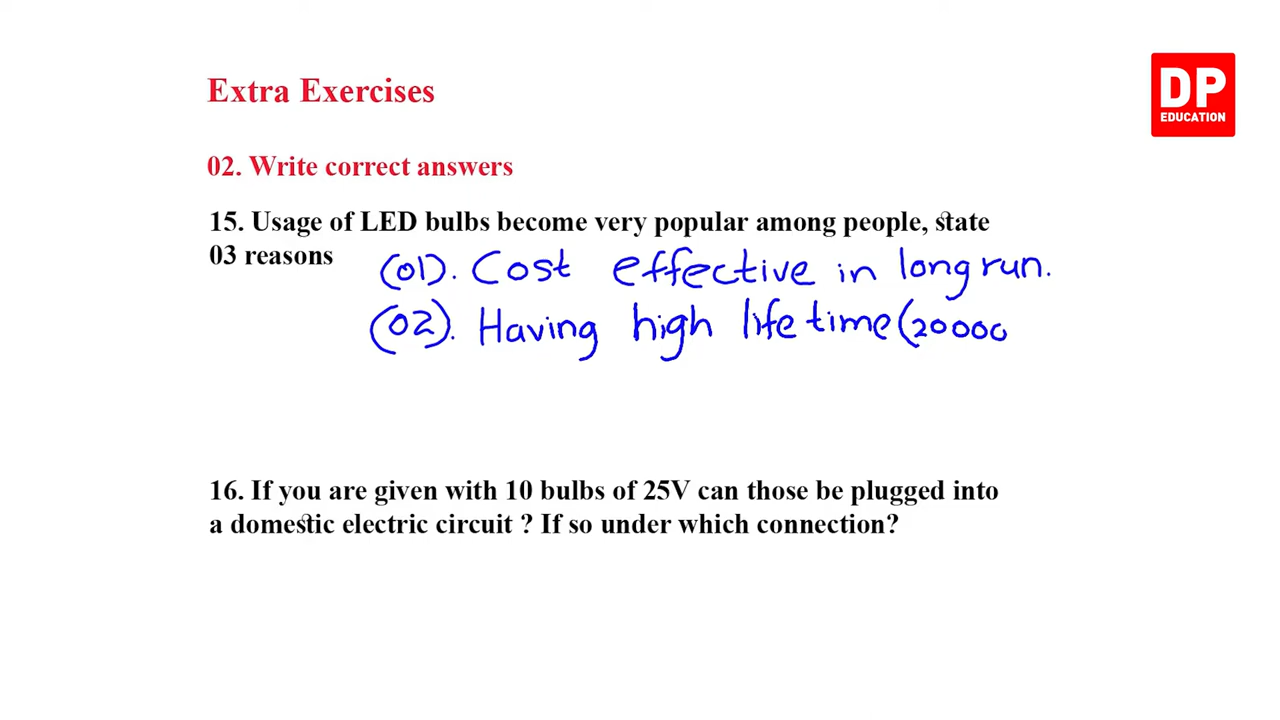 DP
EDUCATION
Extra Exercises
02. Write correct answers
15. Usage of LED bulbs become very popular among people, state
03 reasons
(01). Cost effective in long run.
(02). Having high life time (20000
16. If you are given with 10 bulbs of 25V can those be plugged into
a domestic electric circuit ? If so under which connection?